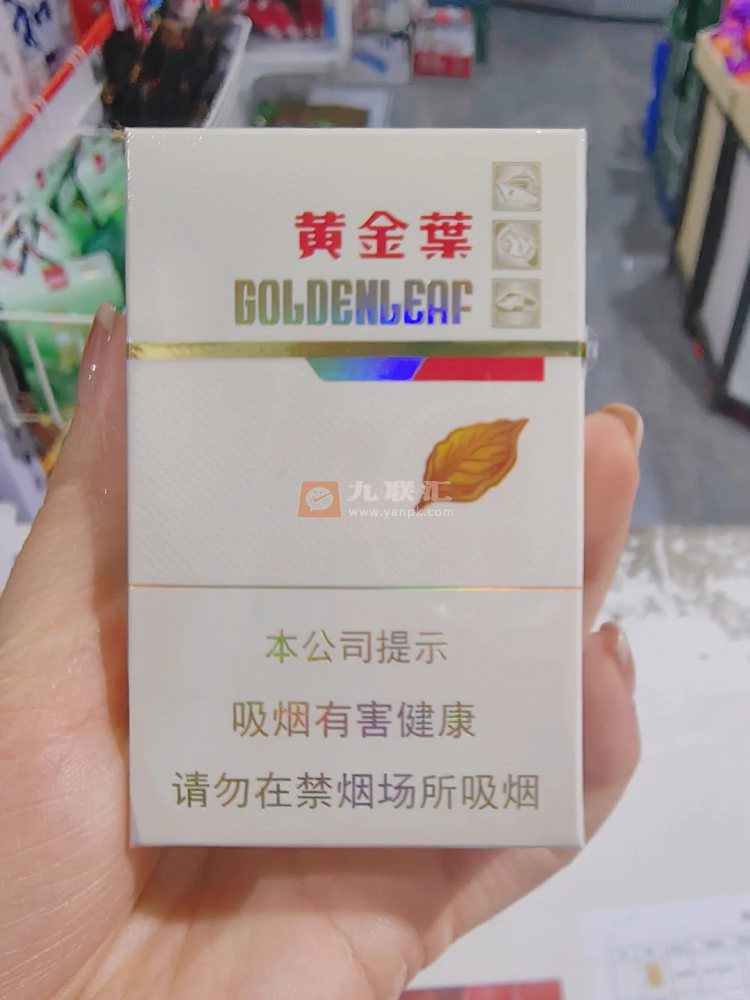 黄金葉
GOLDENLEAF
九联汇
www.yanpk.com
本公司提示
吸烟有害健康
请勿在禁烟场所吸烟